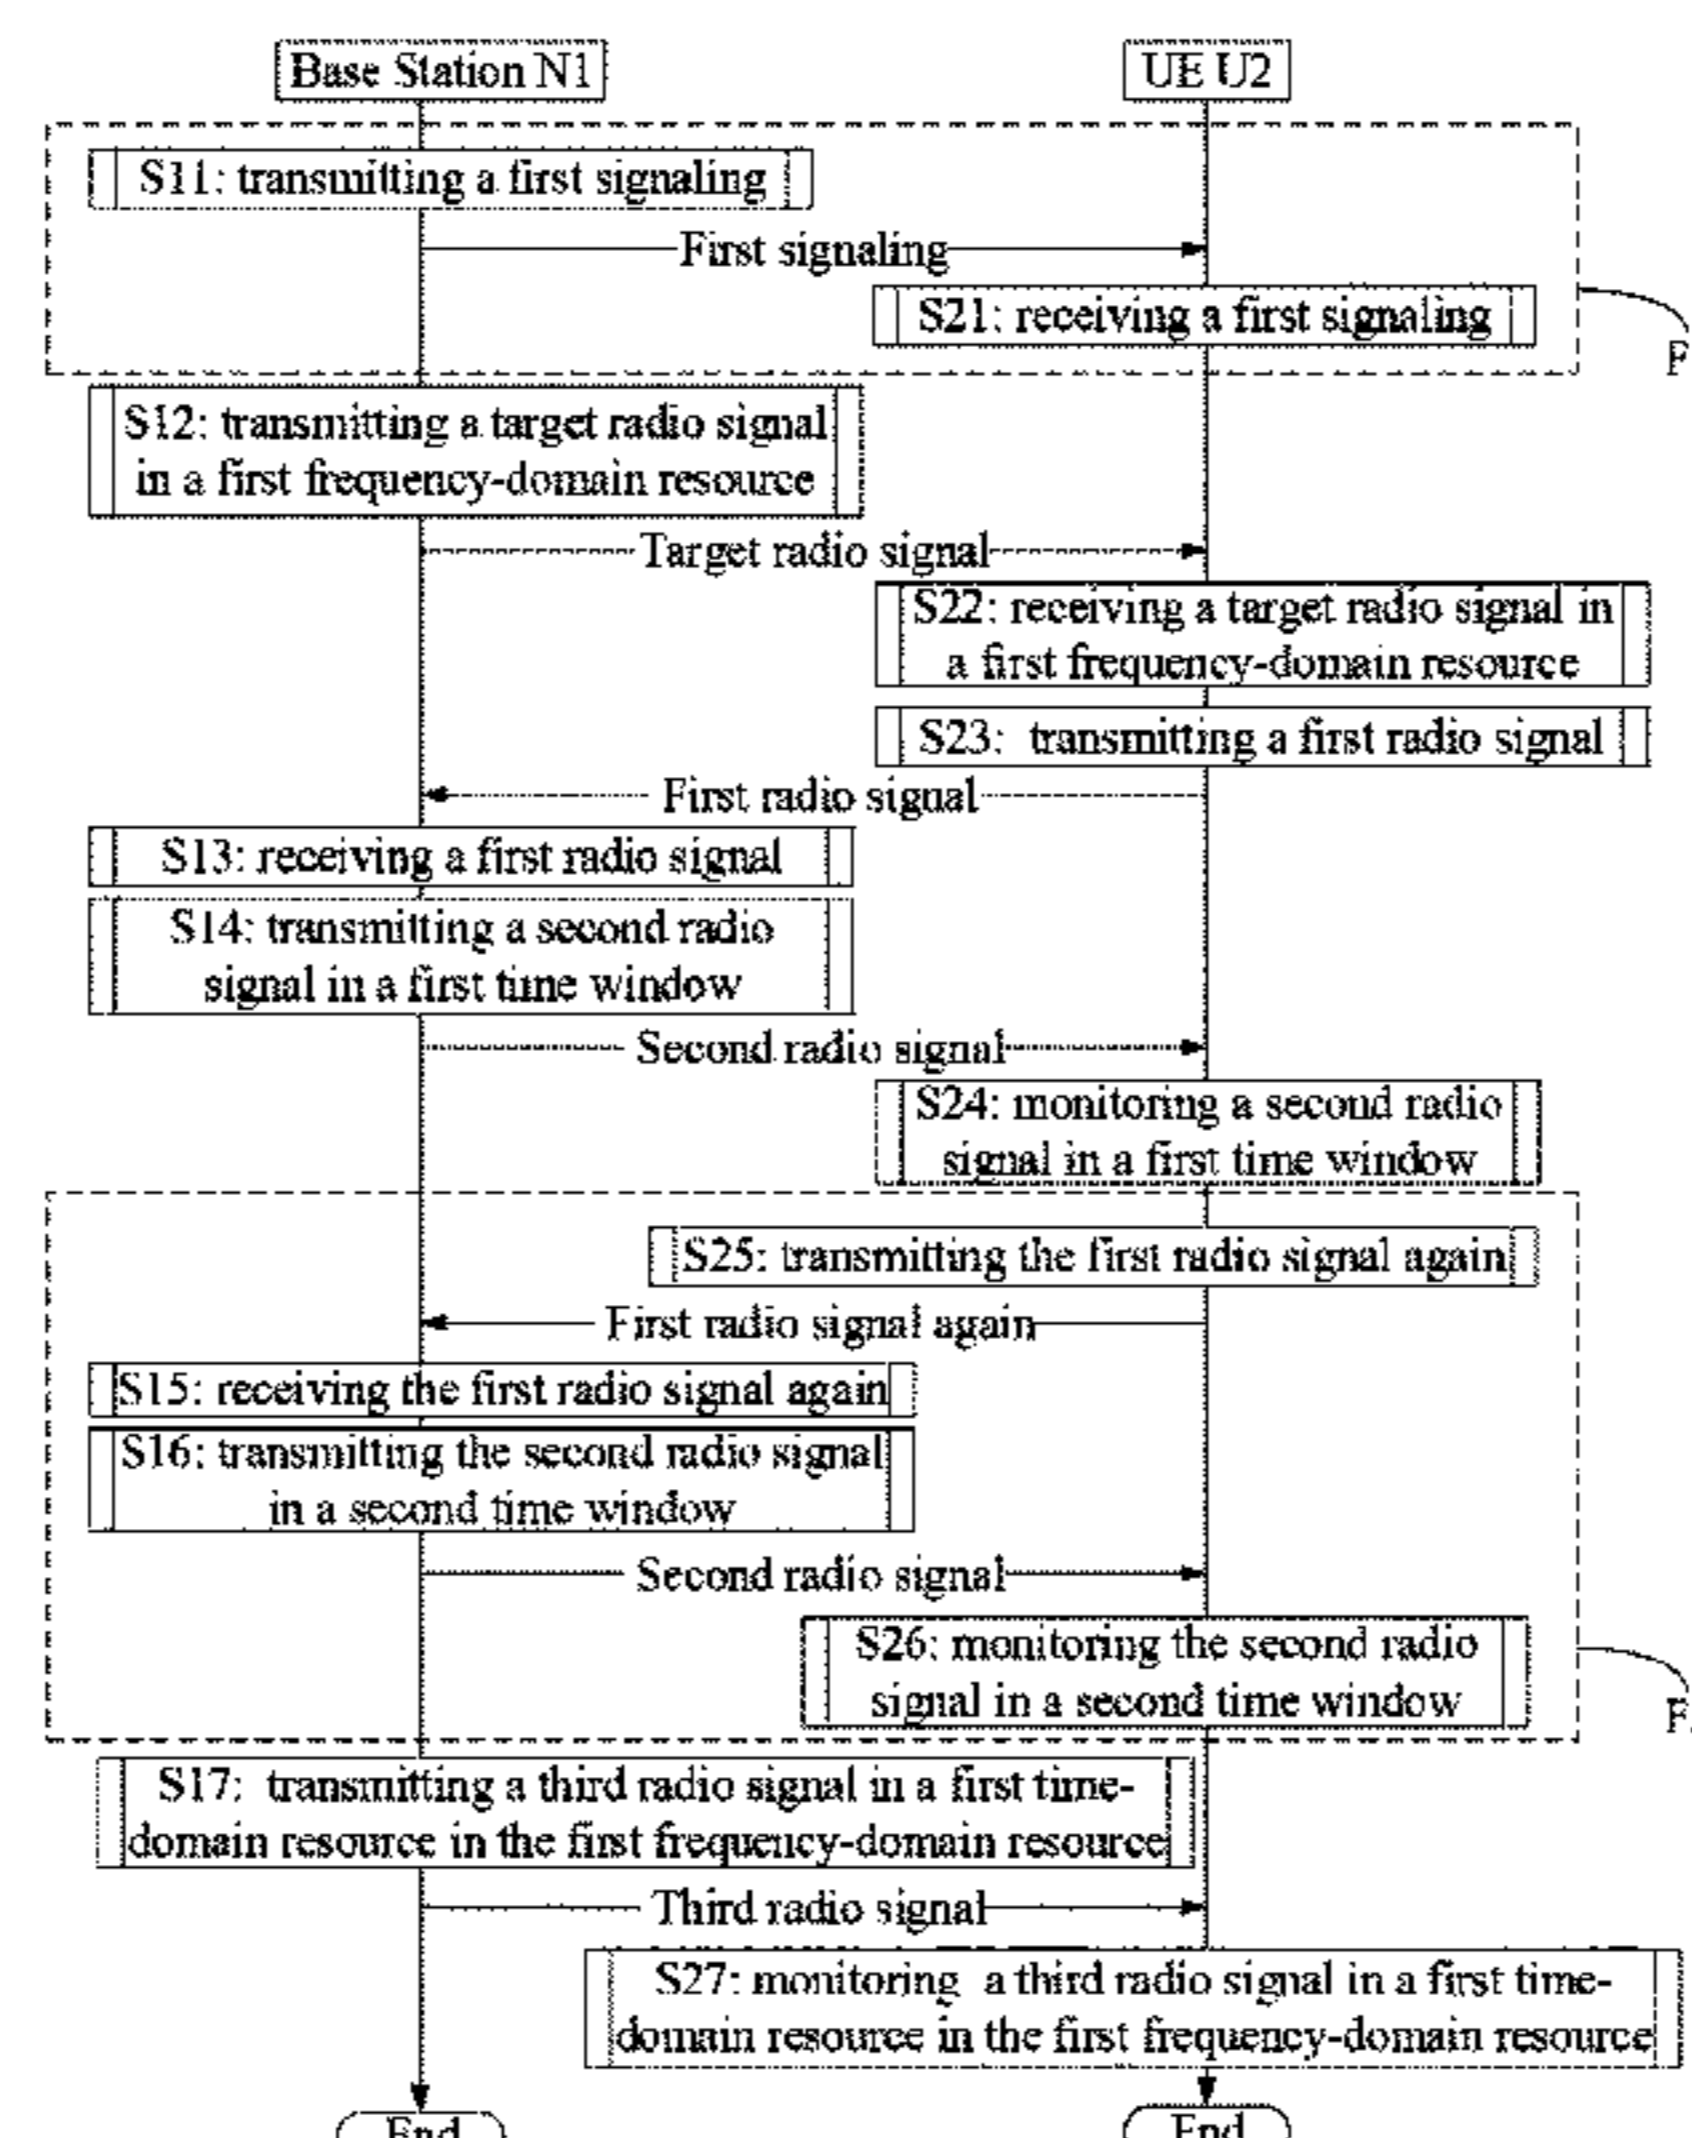 Base Station N1
UE U2
S11: transmitting a first signaling
First signaling
S21: receiving a first signaling
S12: transmitting a target radio signal
in a first frequency-domain resource
Target radio signal
S22: receiving a target radio signal in
a first frequency-domain resource
S23: transmitting a first radio signal
First radio signal
S13: receiving a first radio signal
S14: transmitting a second radio
signal in a first time window
Second radio signal
S24: monitoring a second radio
signal in a first time window
S25: transmitting the first radio signal again
First radio signal again
S15: receiving the first radio signal again
S16: transmitting the second radio signal
in a second time window
Second radio signal
S26: monitoring the second radio
signal in a second time window
S17: transmitting a third radio signal in a first time-
domain resource in the first frequency-domain resource
Third radio signal
S27: monitoring a third radio signal in a first time-
domain resource in the first frequency-domain resource
End
End